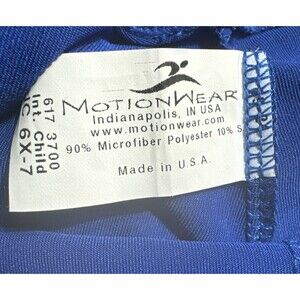 MOTIONWEAR
Indianapolis, IN USA
www.motionwear.com
90% Microfiber Polyester 10% S
Made in U.S.A.
617 3700
Int. Child
C. 6X-7